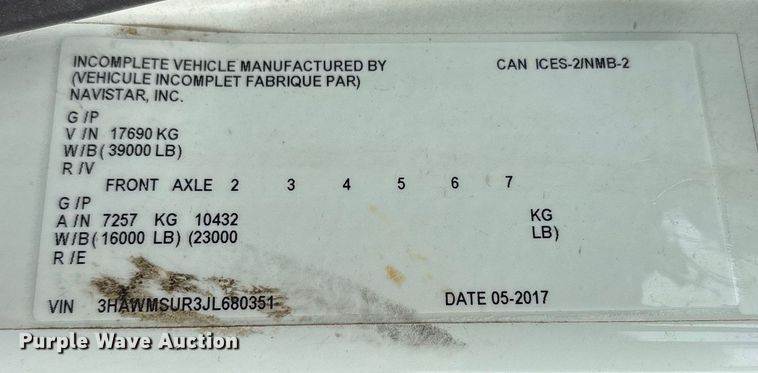 INCOMPLETE VEHICLE MANUFACTURED BY CAN ICES-2/NMB-2
(VEHICULE INCOMPLET FABRIQUE PAR)
NAVISTAR, INC.
G /P
V /N 17690 KG
W/B ( 39000 LB)
R /V
FRONT AXLE 2 3 4 5 6 7
G /P
A /N 7257 KG 10432 KG
W/B (16000 LB) (23000 LB)
R /E
VIN 3HAWMSUR3JL680351 DATE 05-2017
Purple Wave Auction